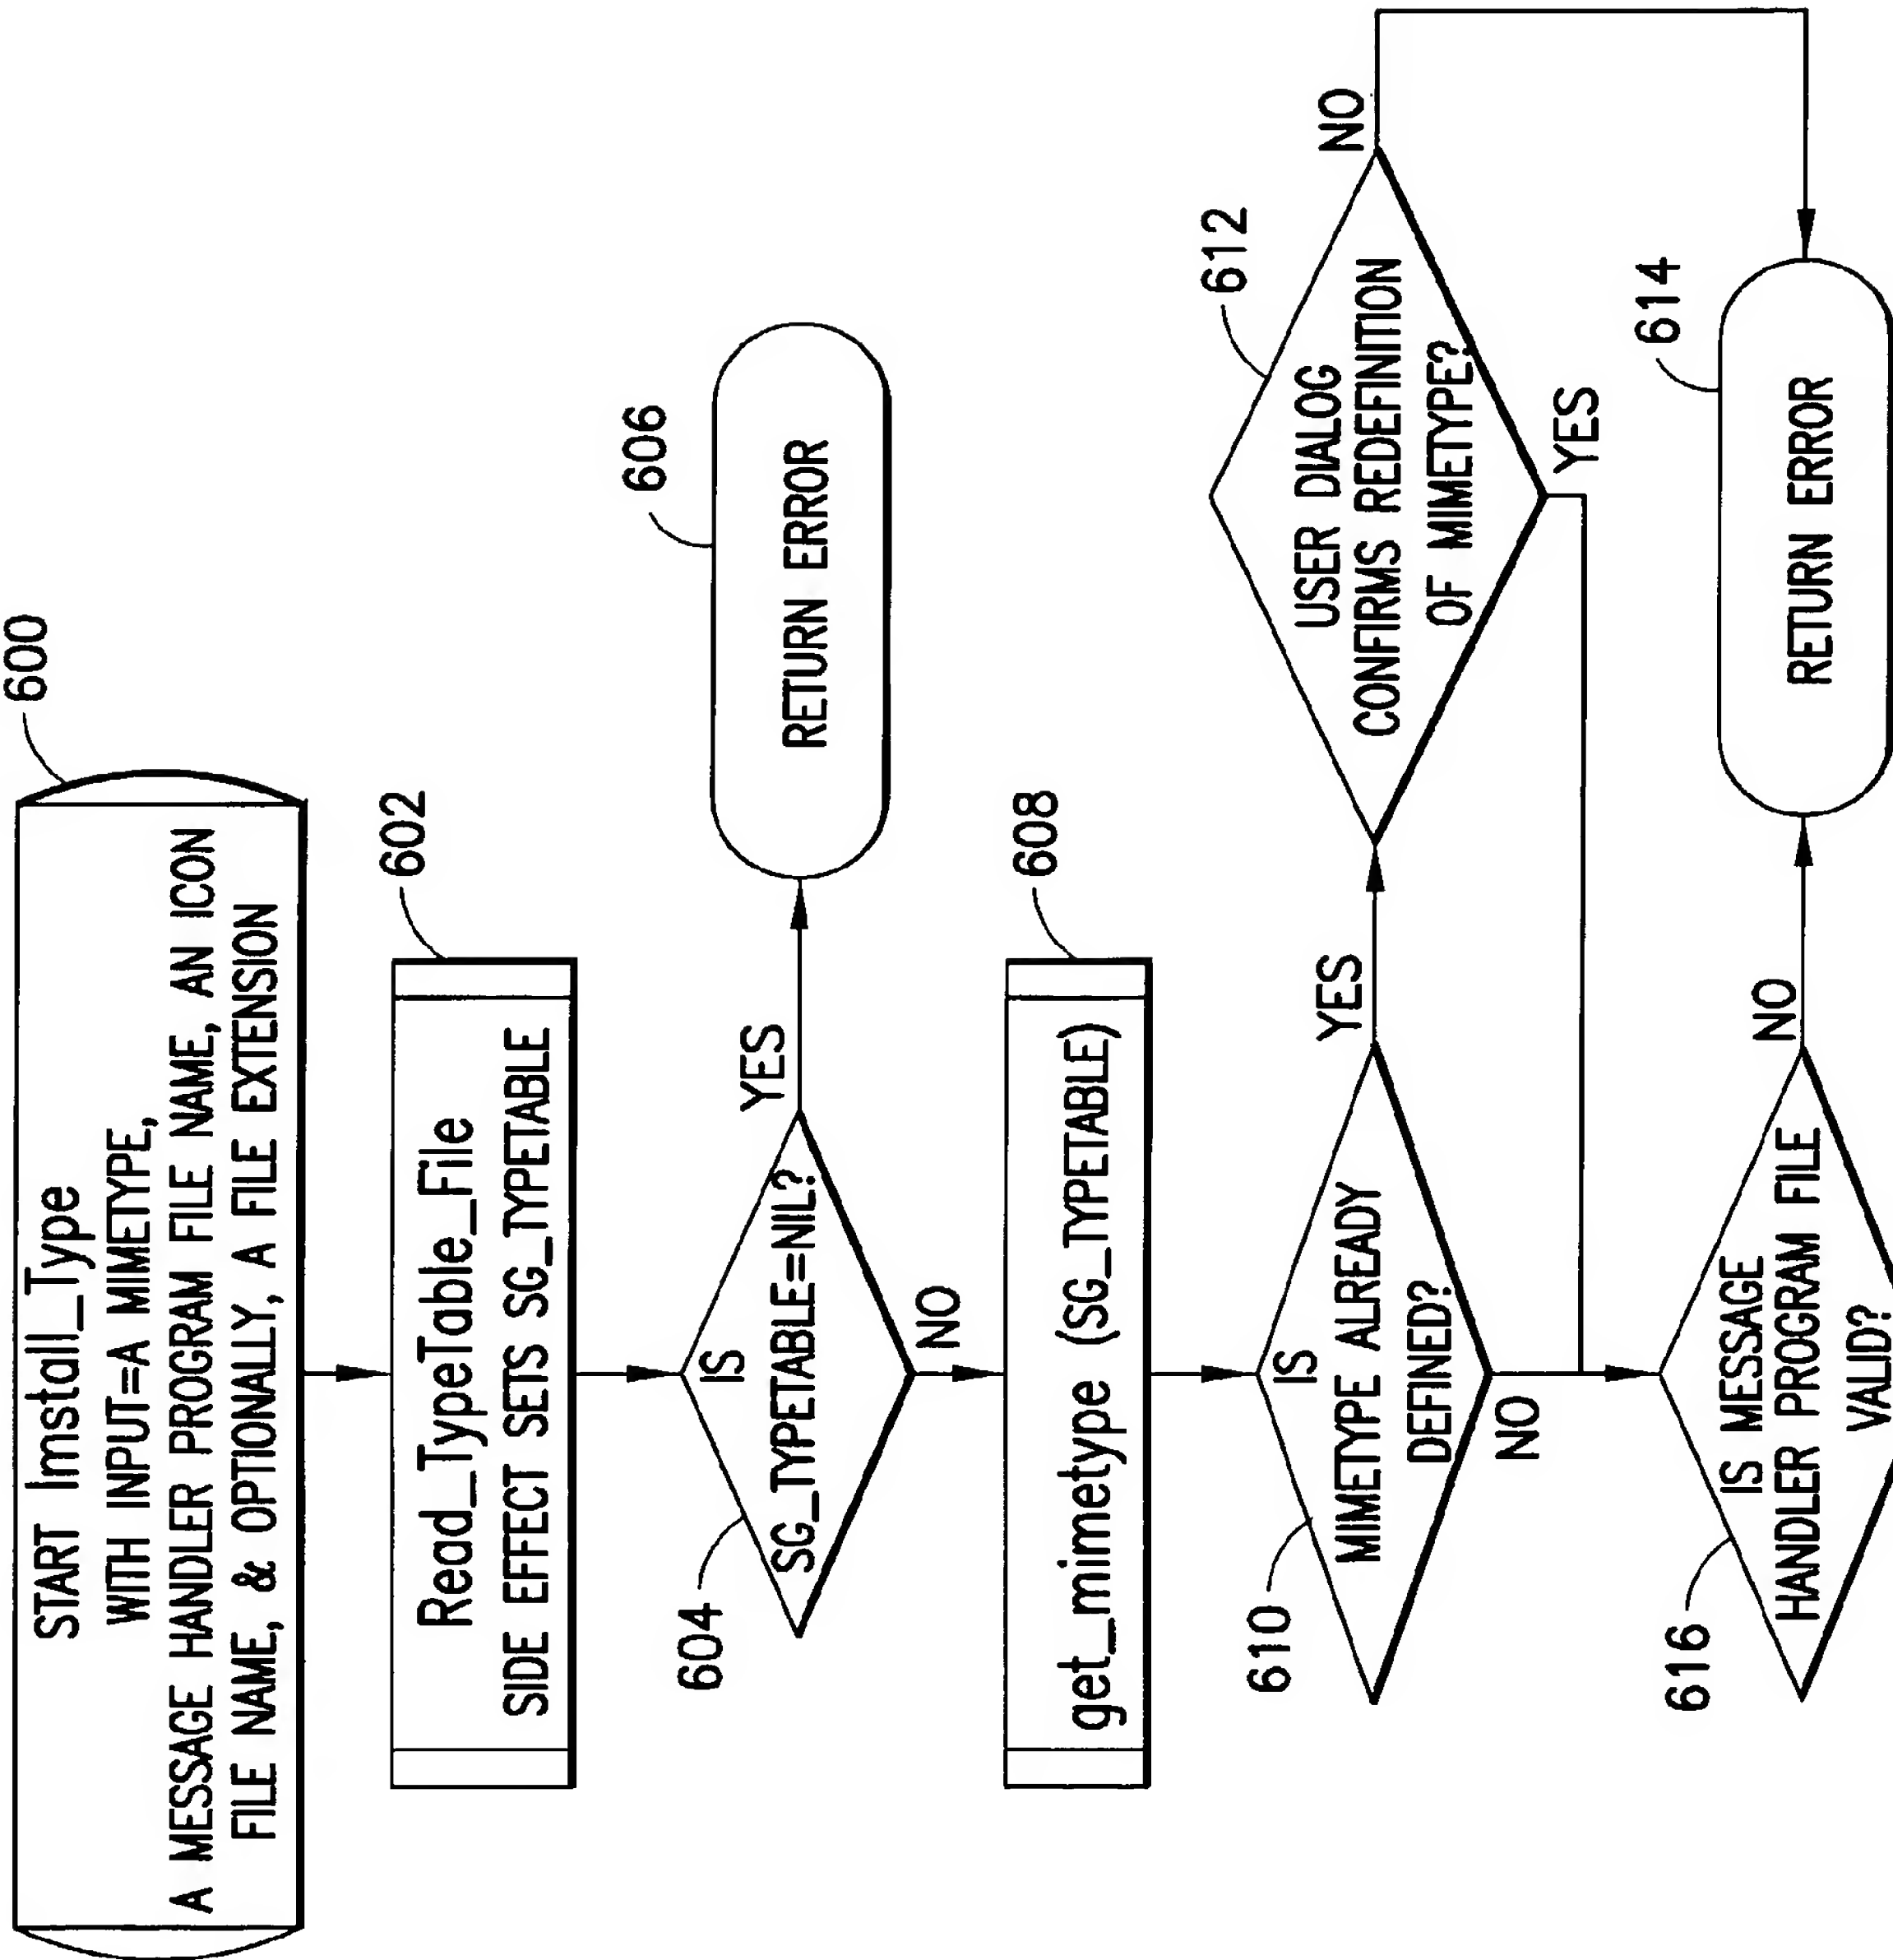 600
START Imstall_Type
WITH INPUT=A MIMETYPE,
A MESSAGE HANDLER PROGRAM FILE NAME, AN ICON
FILE NAME, & OPTIONALLY, A FILE EXTENSION
602
Read_TypeTable_File
SIDE EFFECT SETS SG_TYPETABLE
604
IS
SG_TYPETABLE=NIL?
YES
606
RETURN ERROR
NO
608
get_mimetype (SG_TYPETABLE)
610
IS
MIMETYPE ALREADY
DEFINED?
YES
612
USER DIALOG
CONFIRMS REDEFINITION
OF MIMETYPE?
NO
YES
NO
616
IS MESSAGE
HANDLER PROGRAM FILE
VALID?
NO
614
RETURN ERROR